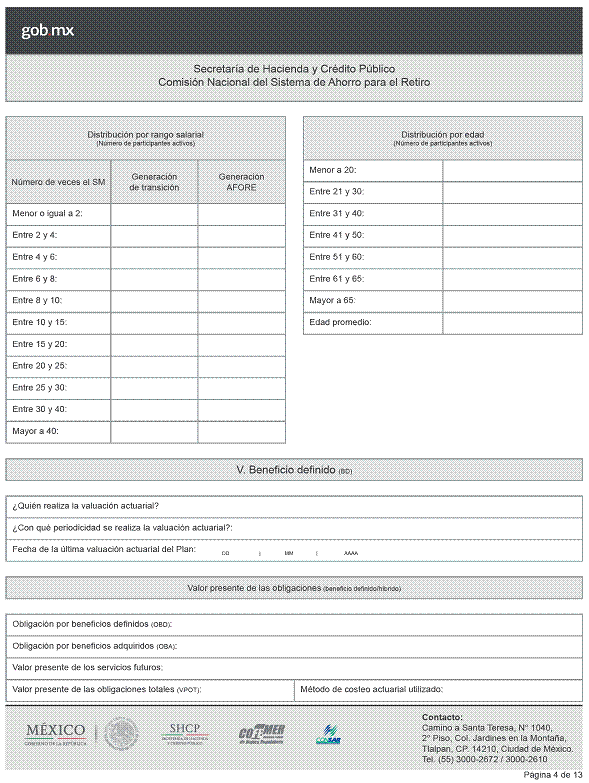 gob.mx
Secretaría de Hacienda y Crédito Público
Comisión Nacional del Sistema de Ahorro para el Retiro
Distribución por rango salarial
(Número de participantes activos)
Número de veces el SM
Generación
de transición
Generación
AFORE
Menor o igual a 2:
Entre 2 y 4:
Entre 4 y 6:
Entre 6 y 8:
Entre 8 y 10:
Entre 10 y 15:
Entre 15 y 20:
Entre 20 y 25:
Entre 25 y 30:
Entre 30 y 40:
Mayor a 40:
Distribución por edad
(Número de participantes activos)
Menor a 20:
Entre 21 y 30:
Entre 31 y 40:
Entre 41 y 50:
Entre 51 y 60:
Entre 61 y 65:
Mayor a 65:
Edad promedio:
V. Beneficio definido (BD)
¿Quién realiza la valuación actuarial?
¿Con qué periodicidad se realiza la valuación actuarial?:
Fecha de la última valuación actuarial del Plan: DD | MM | AAAA
Valor presente de las obligaciones (beneficio definido/híbrido)
Obligación por beneficios definidos (OBD):
Obligación por beneficios adquiridos (OBA):
Valor presente de los servicios futuros:
Valor presente de las obligaciones totales (VPOT): Método de costeo actuarial utilizado:
MÉXICO
GOBIERNO DE LA REPÚBLICA
SHCP
SECRETARÍA DE HACIENDA
Y CRÉDITO PÚBLICO
COFEMER
CONSAR
Contacto:
Camino a Santa Teresa, N° 1040,
2° Piso, Col. Jardines en la Montaña,
Tlalpan, CP. 14210, Ciudad de México.
Tel. (55) 3000-2672 / 3000-2610
Página 4 de 13